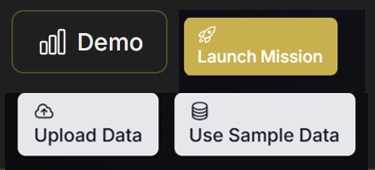 Demo
Launch Mission
Upload Data
Use Sample Data